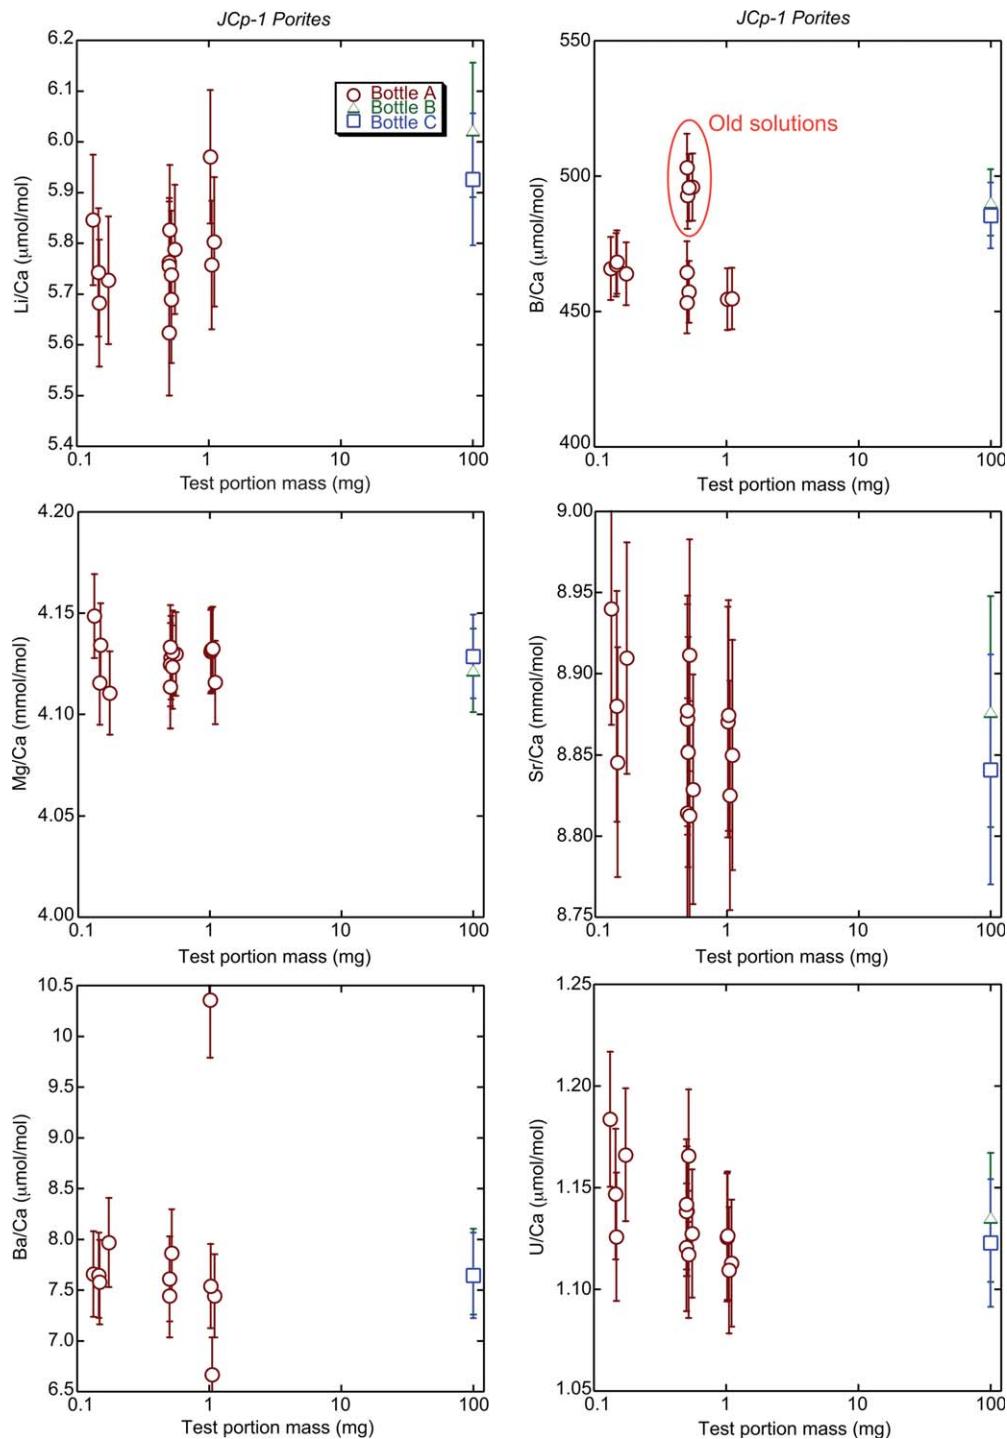 JCp-1 Porites
6.2
6.1
6.0
5.9
5.8
5.7
5.6
5.5
5.4
Li/Ca (μmol/mol)
Bottle A
Bottle B
Bottle C
0.1 1 10 100
Test portion mass (mg)
JCp-1 Porites
550
500
450
400
B/Ca (μmol/mol)
Old solutions
0.1 1 10 100
Test portion mass (mg)
4.20
4.15
4.10
4.05
4.00
Mg/Ca (mmol/mol)
0.1 1 10 100
Test portion mass (mg)
9.00
8.95
8.90
8.85
8.80
8.75
Sr/Ca (mmol/mol)
0.1 1 10 100
Test portion mass (mg)
10.5
10
9.5
9.0
8.5
8.0
7.5
7.0
6.5
Ba/Ca (μmol/mol)
0.1 1 10 100
Test portion mass (mg)
1.25
1.20
1.15
1.10
1.05
U/Ca (μmol/mol)
0.1 1 10 100
Test portion mass (mg)